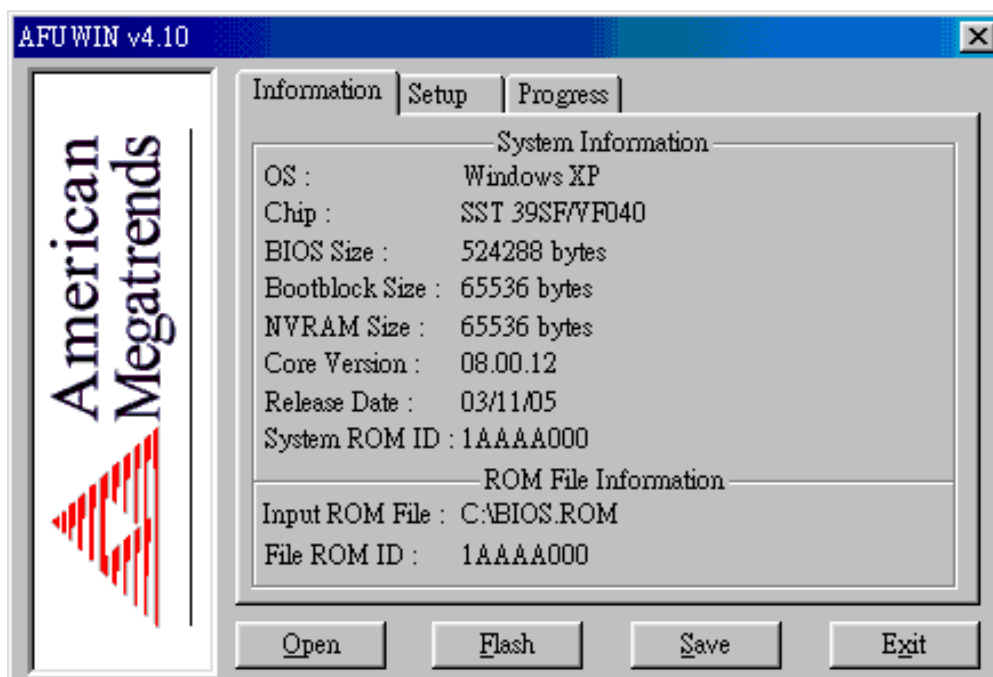 AFUWIN v4.10
American
Megatrends
Information
Setup
Progress
System Information
OS : Windows XP
Chip : SST 39SF/VF040
BIOS Size : 524288 bytes
Bootblock Size : 65536 bytes
NVRAM Size : 65536 bytes
Core Version : 08.00.12
Release Date : 03/11/05
System ROM ID : 1AAAA000
ROM File Information
Input ROM File : C:\BIOS.ROM
File ROM ID : 1AAAA000
Open
Flash
Save
Exit